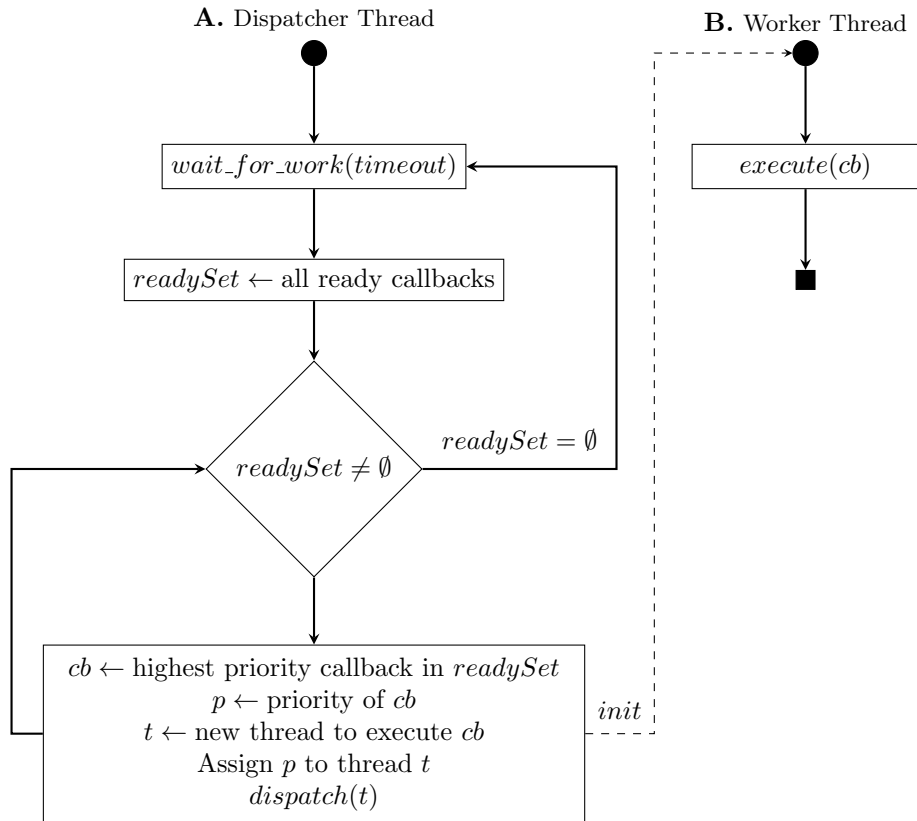 A. Dispatcher Thread
B. Worker Thread
wait_for_work(timeout)
execute(cb)
readySet ← all ready callbacks
readySet = ∅
readySet ≠ ∅
cb ← highest priority callback in readySet
p ← priority of cb
init
t ← new thread to execute cb
Assign p to thread t
dispatch(t)